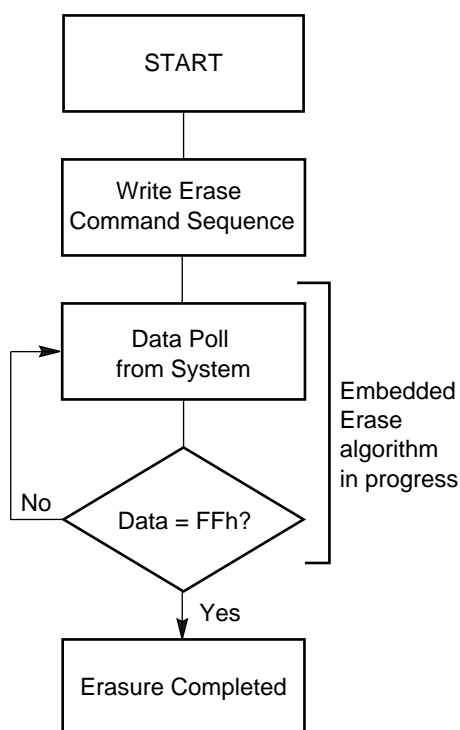 START
Write Erase
Command Sequence
Data Poll
from System
Embedded
Erase
algorithm
in progress
No
Data = FFh?
Yes
Erasure Completed